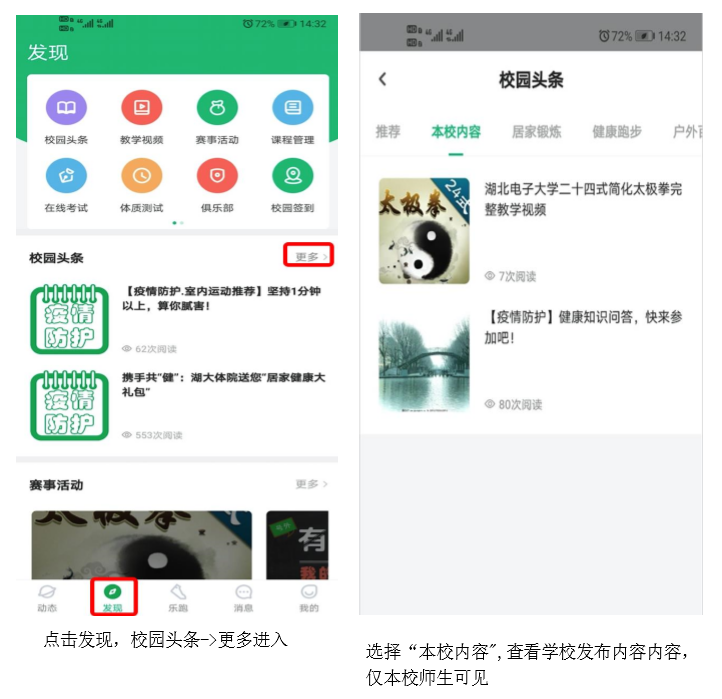 72% 14:32
发现
校园头条 教学视频 赛事活动 课程管理
在线考试 体质测试 俱乐部 校园签到
校园头条 更多
疫情防护
【疫情防护.室内运动推荐】坚持1分钟
以上，算你腻害！
62次阅读
疫情防护
携手共"健"：湖大体院送您"居家健康大
礼包"
553次阅读
赛事活动 更多
太极拳
有
我的
动态 发现 乐跑 消息 我的
点击发现，校园头条->更多进入
72% 14:32
校园头条
推荐 本校内容 居家锻炼 健康跑步 户外百
太极拳 24式
湖北电子大学二十四式简化太极拳完
整教学视频
7次阅读
【疫情防护】健康知识问答，快来参
加吧！
80次阅读
选择“本校内容",查看学校发布内容内容，
仅本校师生可见